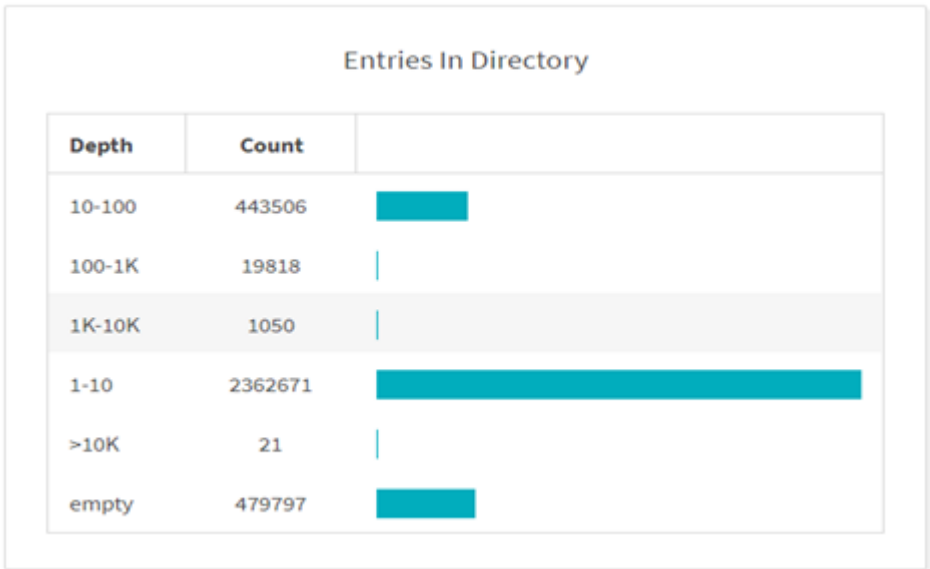 Entries In Directory
Depth Count
10-100 443506
100-1K 19818
1K-10K 1050
1-10 2362671
>10K 21
empty 479797